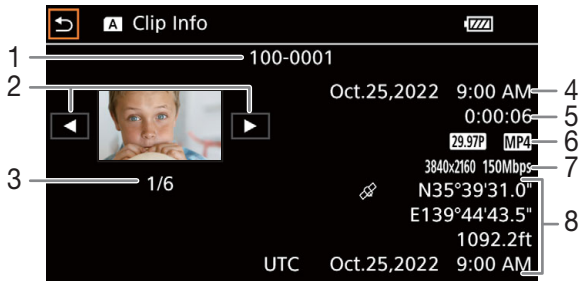 A Clip Info
1 100-0001
2
Oct.25,2022 9:00 AM 4
0:00:06 5
29.97P MP4 6
3840x2160 150Mbps 7
3 1/6
N35°39'31.0"
E139°44'43.5" 8
1092.2ft
UTC Oct.25,2022 9:00 AM